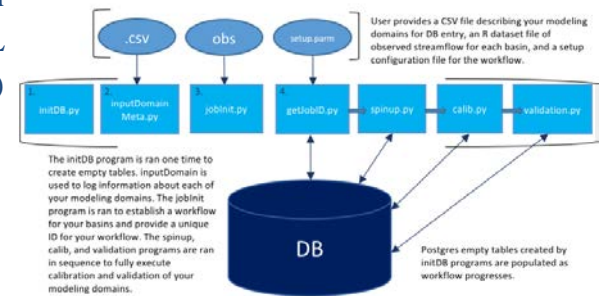 .csv
obs
setup.parm
User provides a CSV file describing your modeling
domains for DB entry, an R dataset file of
observed streamflow for each basin, and a setup
configuration file for the workflow.
1.
initDB.py
2.
inputDomain
Meta.py
3.
jobInit.py
4.
getJobID.py
spinup.py
calib.py
validation.py
The initDB program is ran one time to
create empty tables. inputDomain is
used to log information about each of
your modeling domains. The jobInit
program is ran to establish a workflow
for your basins and provide a unique
ID for your workflow. The spinup,
calib, and validation programs are ran
in sequence to fully execute
calibration and validation of your
modeling domains.
DB
Postgres empty tables created by
initDB programs are populated as
workflow progresses.